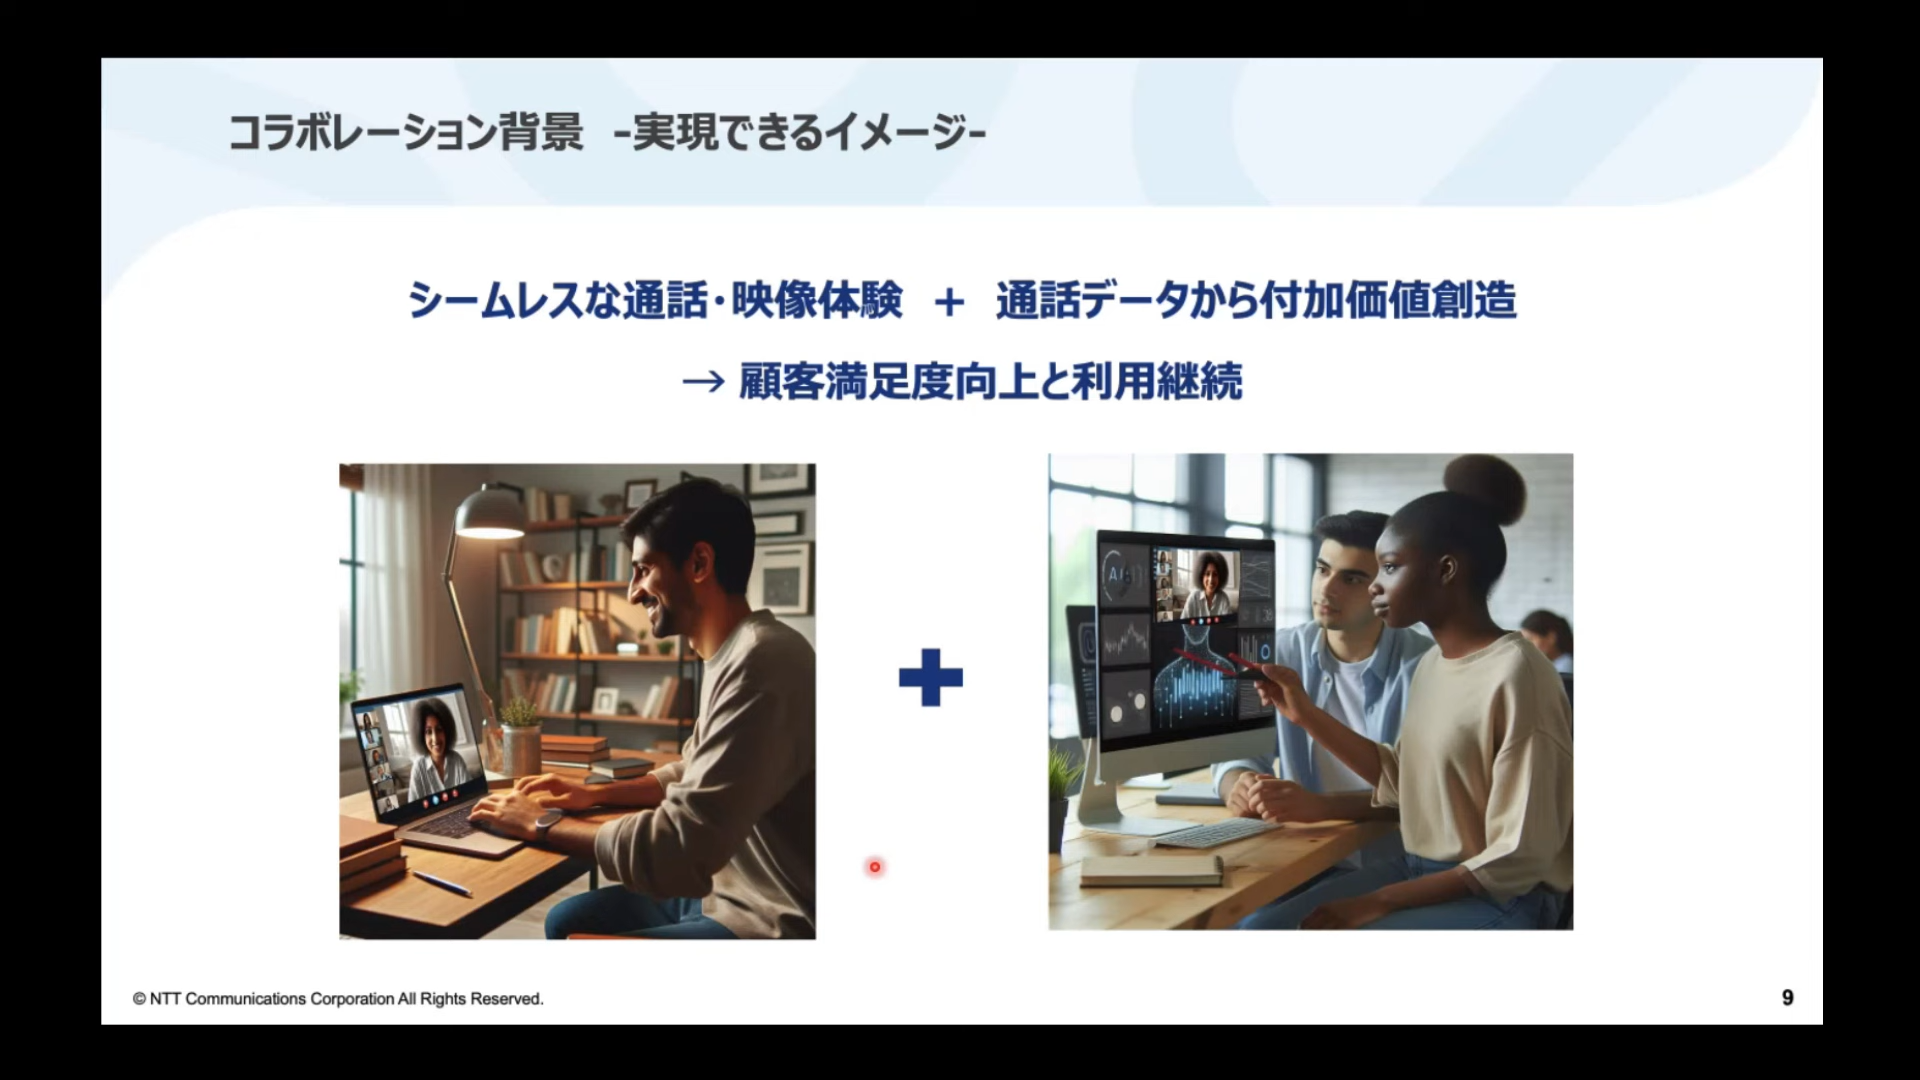 コラボレーション背景 -実現できるイメージ-
シームレスな通話・映像体験 + 通話データから付加価値創造
→ 顧客満足度向上と利用継続
AI
© NTT Communications Corporation All Rights Reserved.
9